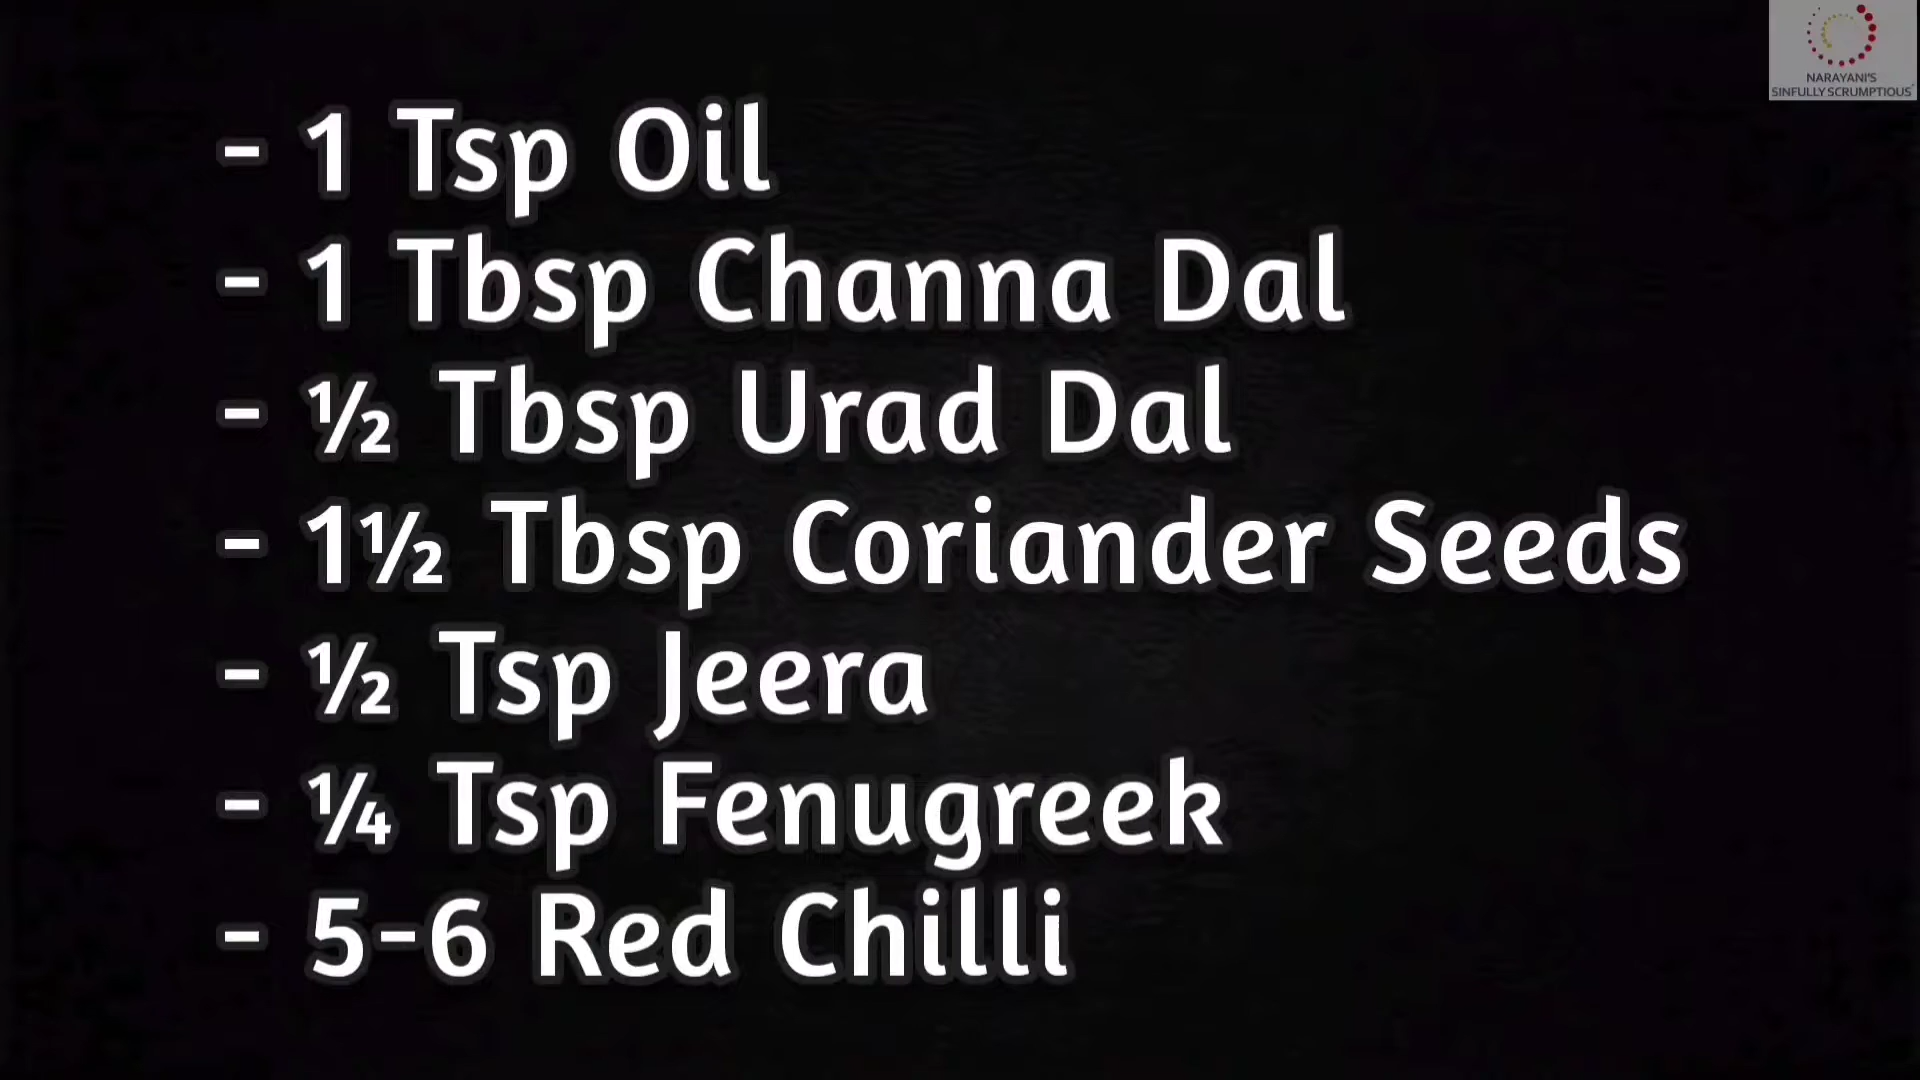 NARAYANI'S
SINFULLY SCRUMPTIOUS
- 1 Tsp Oil
- 1 Tbsp Channa Dal
- ½ Tbsp Urad Dal
- 1½ Tbsp Coriander Seeds
- ½ Tsp Jeera
- ¼ Tsp Fenugreek
- 5-6 Red Chilli